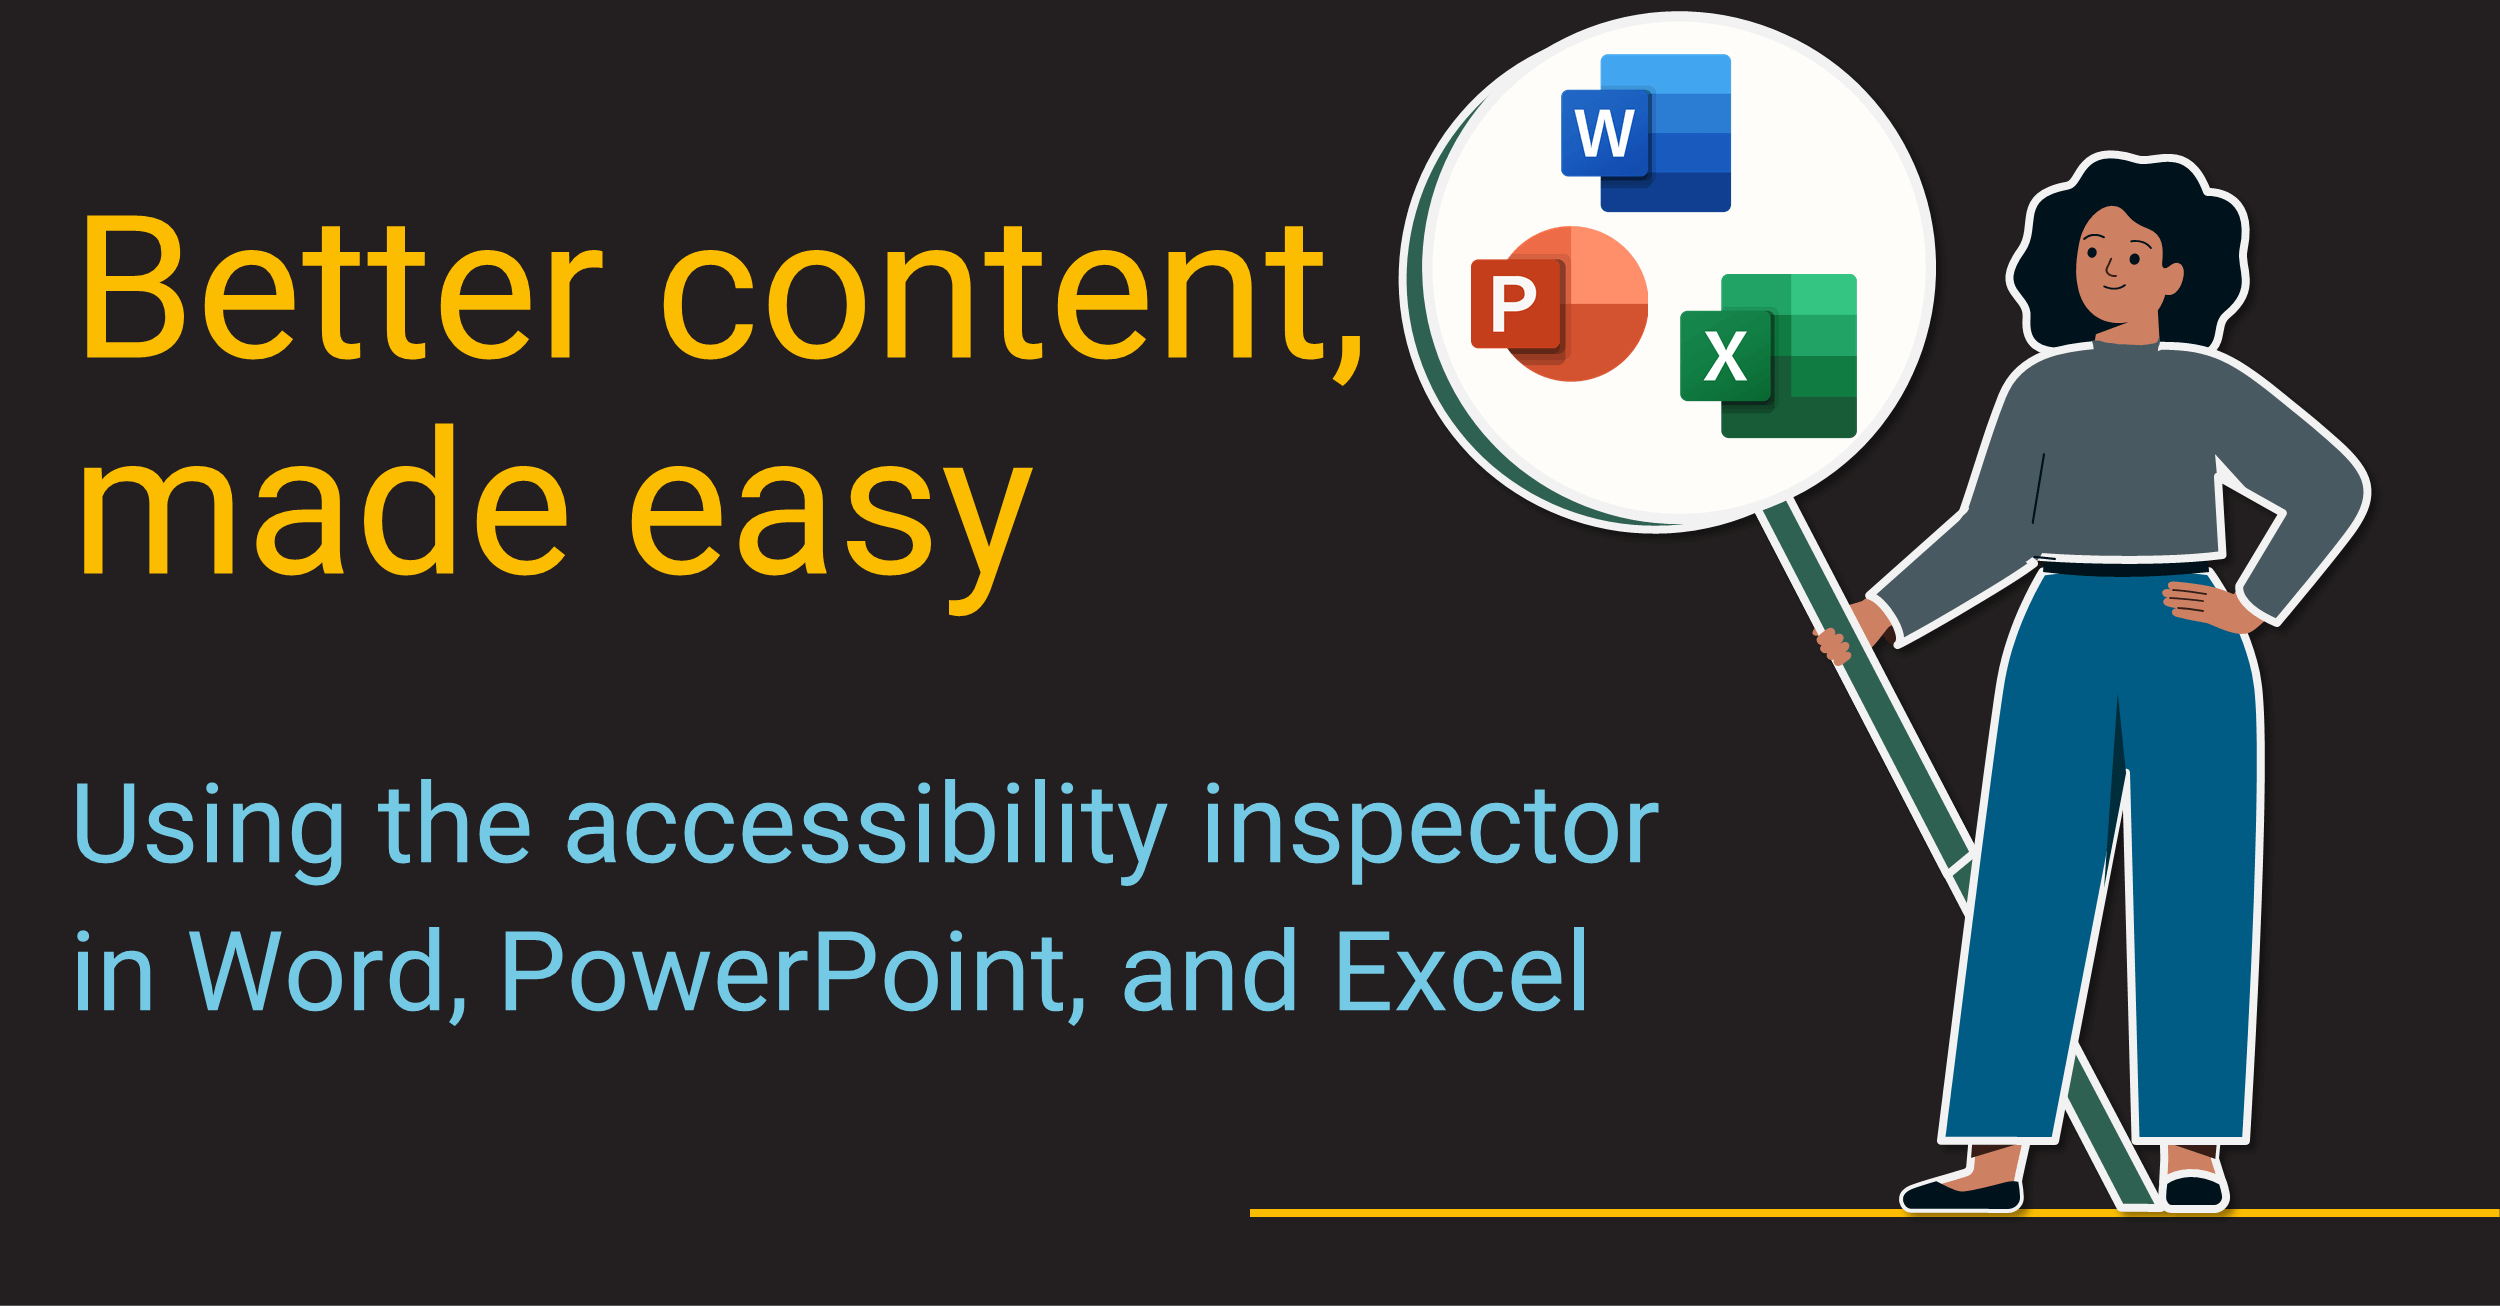 Better content,
made easy
Using the accessibility inspector
in Word, PowerPoint, and Excel
W
P
X